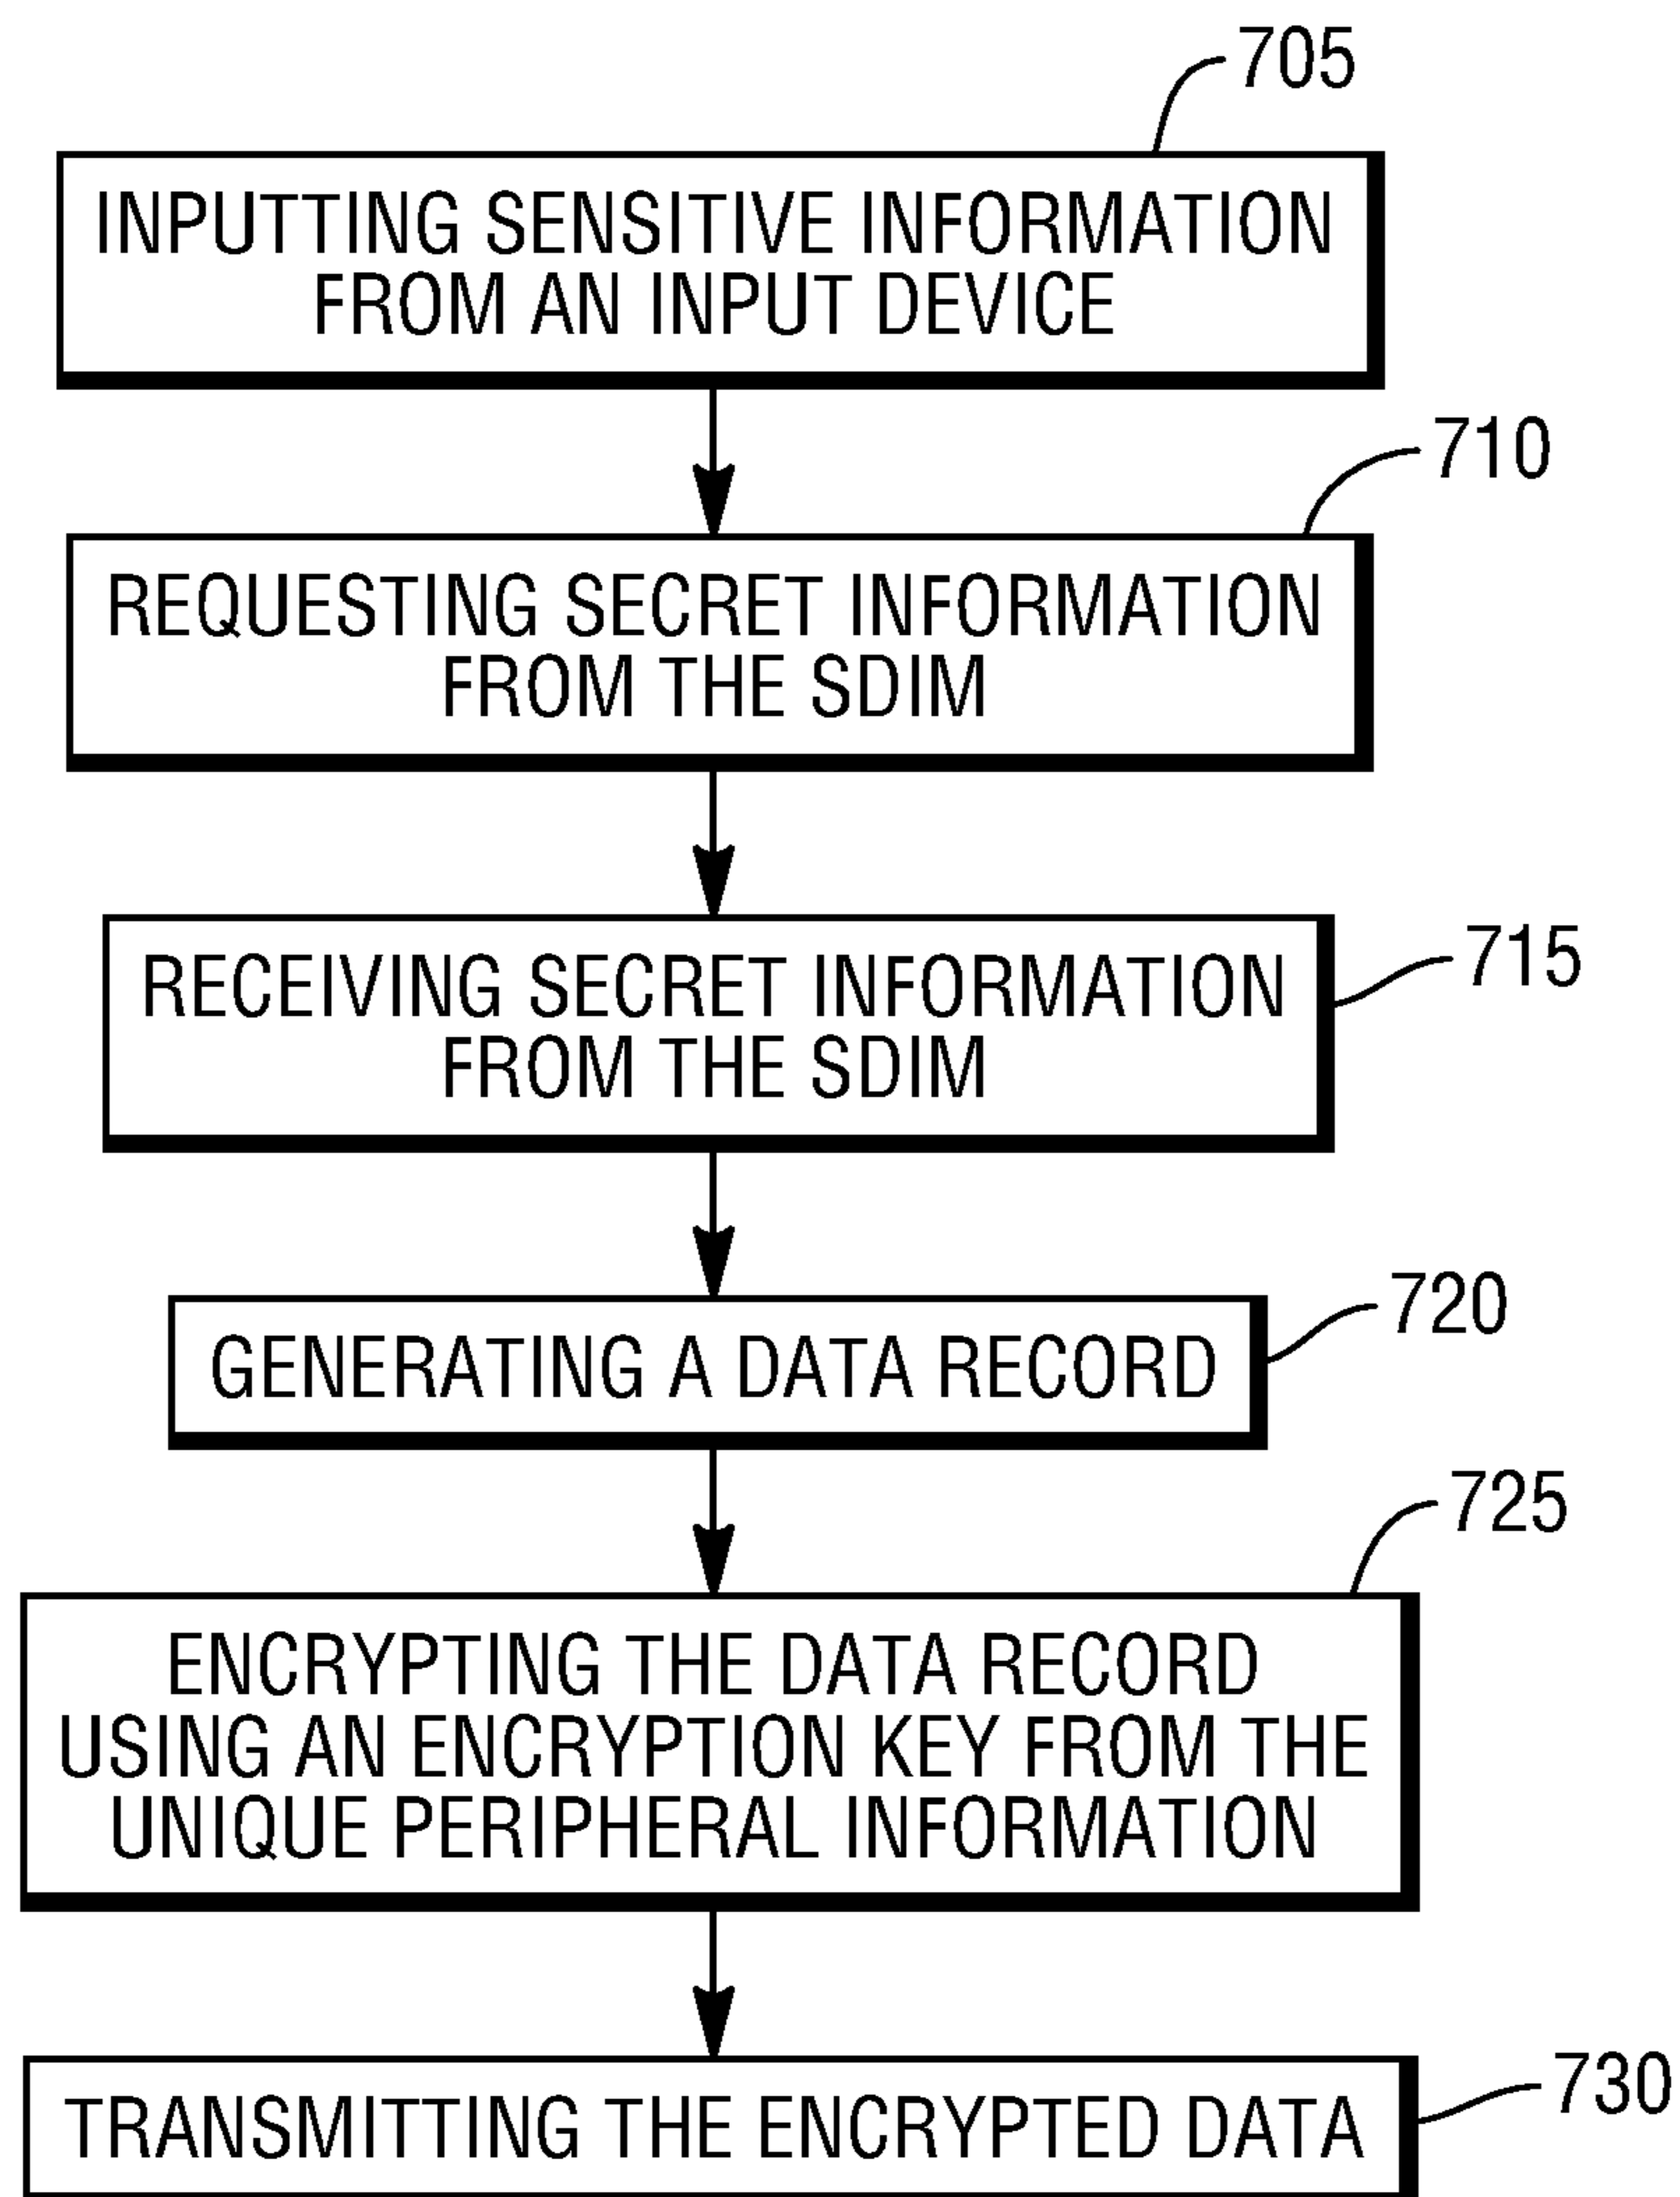 705
INPUTTING SENSITIVE INFORMATION
FROM AN INPUT DEVICE
710
REQUESTING SECRET INFORMATION
FROM THE SDIM
715
RECEIVING SECRET INFORMATION
FROM THE SDIM
720
GENERATING A DATA RECORD
725
ENCRYPTING THE DATA RECORD
USING AN ENCRYPTION KEY FROM THE
UNIQUE PERIPHERAL INFORMATION
730
TRANSMITTING THE ENCRYPTED DATA